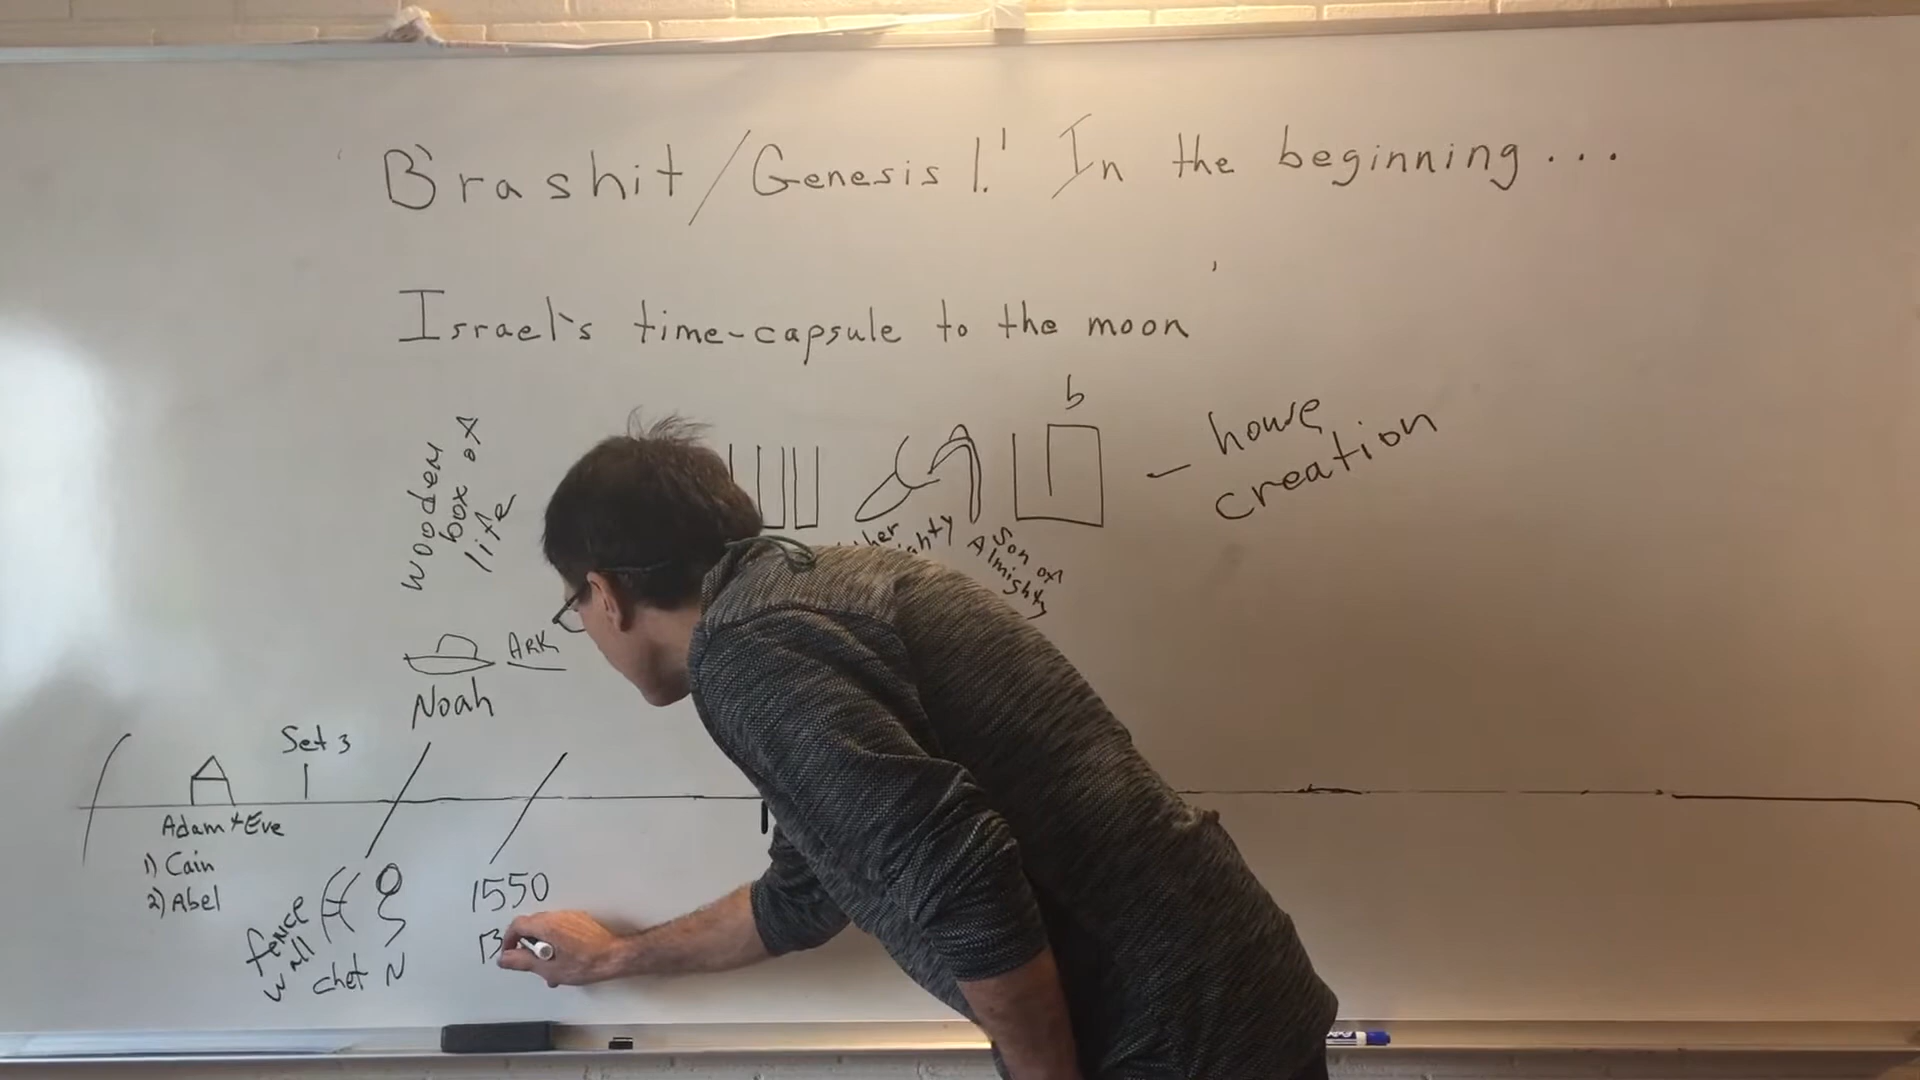 B'rashit/Genesis 1:1 In the beginning...
Israel's time-capsule to the moon
b
house
creation
wooden
box of
life
Son of
Almighty
ARK
Noah
Set 3
Adam + Eve
1) Cain
2) Abel
fence
wall
chet N
1550
B